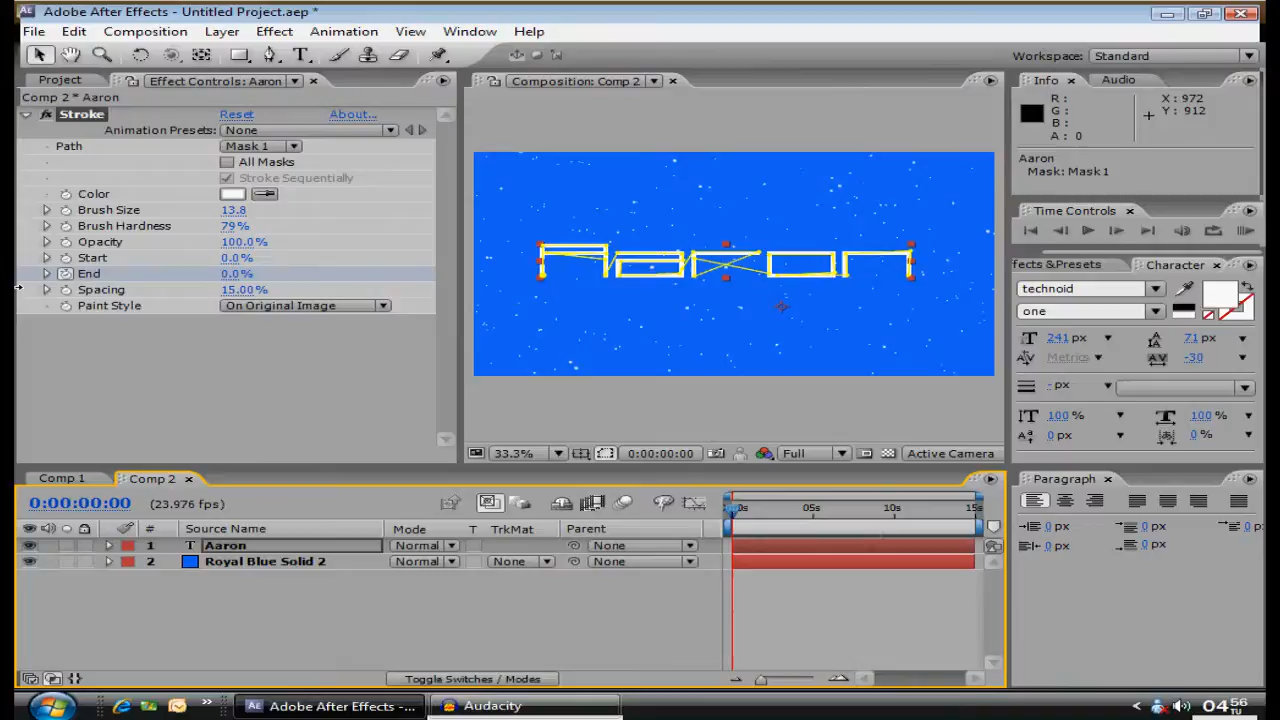 Adobe After Effects - Untitled Project.aep *
File Edit Composition Layer Effect Animation View Window Help
Workspace: Standard
Project Effect Controls: Aaron
Composition: Comp 2
Info Audio
Comp 2 * Aaron
fx Stroke Reset About...
Animation Presets: None
Path Mask 1
All Masks
Stroke Sequentially
Color
Brush Size 13.8
Brush Hardness 79%
Opacity 100.0%
Start 0.0%
End 0.0%
Spacing 15.00%
Paint Style On Original Image
Aaron
33.3% 0:00:00:00 Full Active Camera
R :
G :
B :
A : 0
X : 972
Y : 912
Aaron
Mask: Mask 1
Time Controls
ffects & Presets Character
technoid
one
241 px 71 px
Metrics -30
- px
100 % 100 %
0 px 0 %
Comp 1 Comp 2
0:00:00:00 (23.976 fps)
0s 05s 10s 15s
# Source Name Mode T TrkMat Parent
1 T Aaron Normal None
2 Royal Blue Solid 2 Normal None None
Toggle Switches / Modes
Paragraph
0 px 0 px 0 p
0 px 0 px
Adobe After Effects -... Audacity 04:56
TU